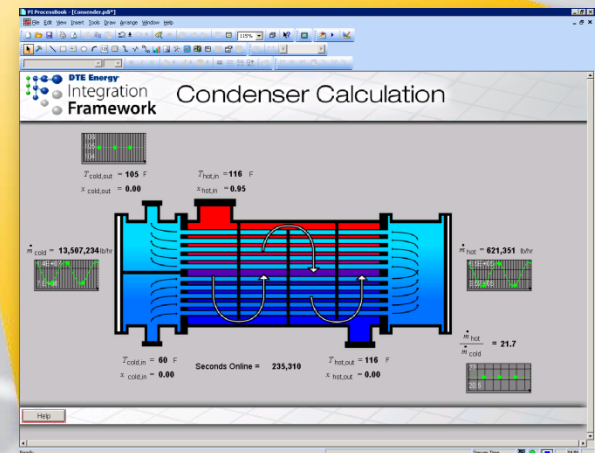 PI ProcessBook - [Condenser.pdi*]
File Edit View Insert Tools Draw Arrange Window Help
115%
DTE Energy
Integration
Framework
Condenser Calculation
T cold,out = 105 F
x cold,out = 0.00
T hot,in = 116 F
x hot,in = 0.95
ṁ cold = 13,507,234 lb/hr
ṁ hot = 621,351 lb/hr
ṁ hot
ṁ cold
= 21.7
T cold,in = 60 F
x cold,in = 0.00
Seconds Online = 235,310
T hot,out = 116 F
x hot,out = 0.00
Help
Ready
Server Time